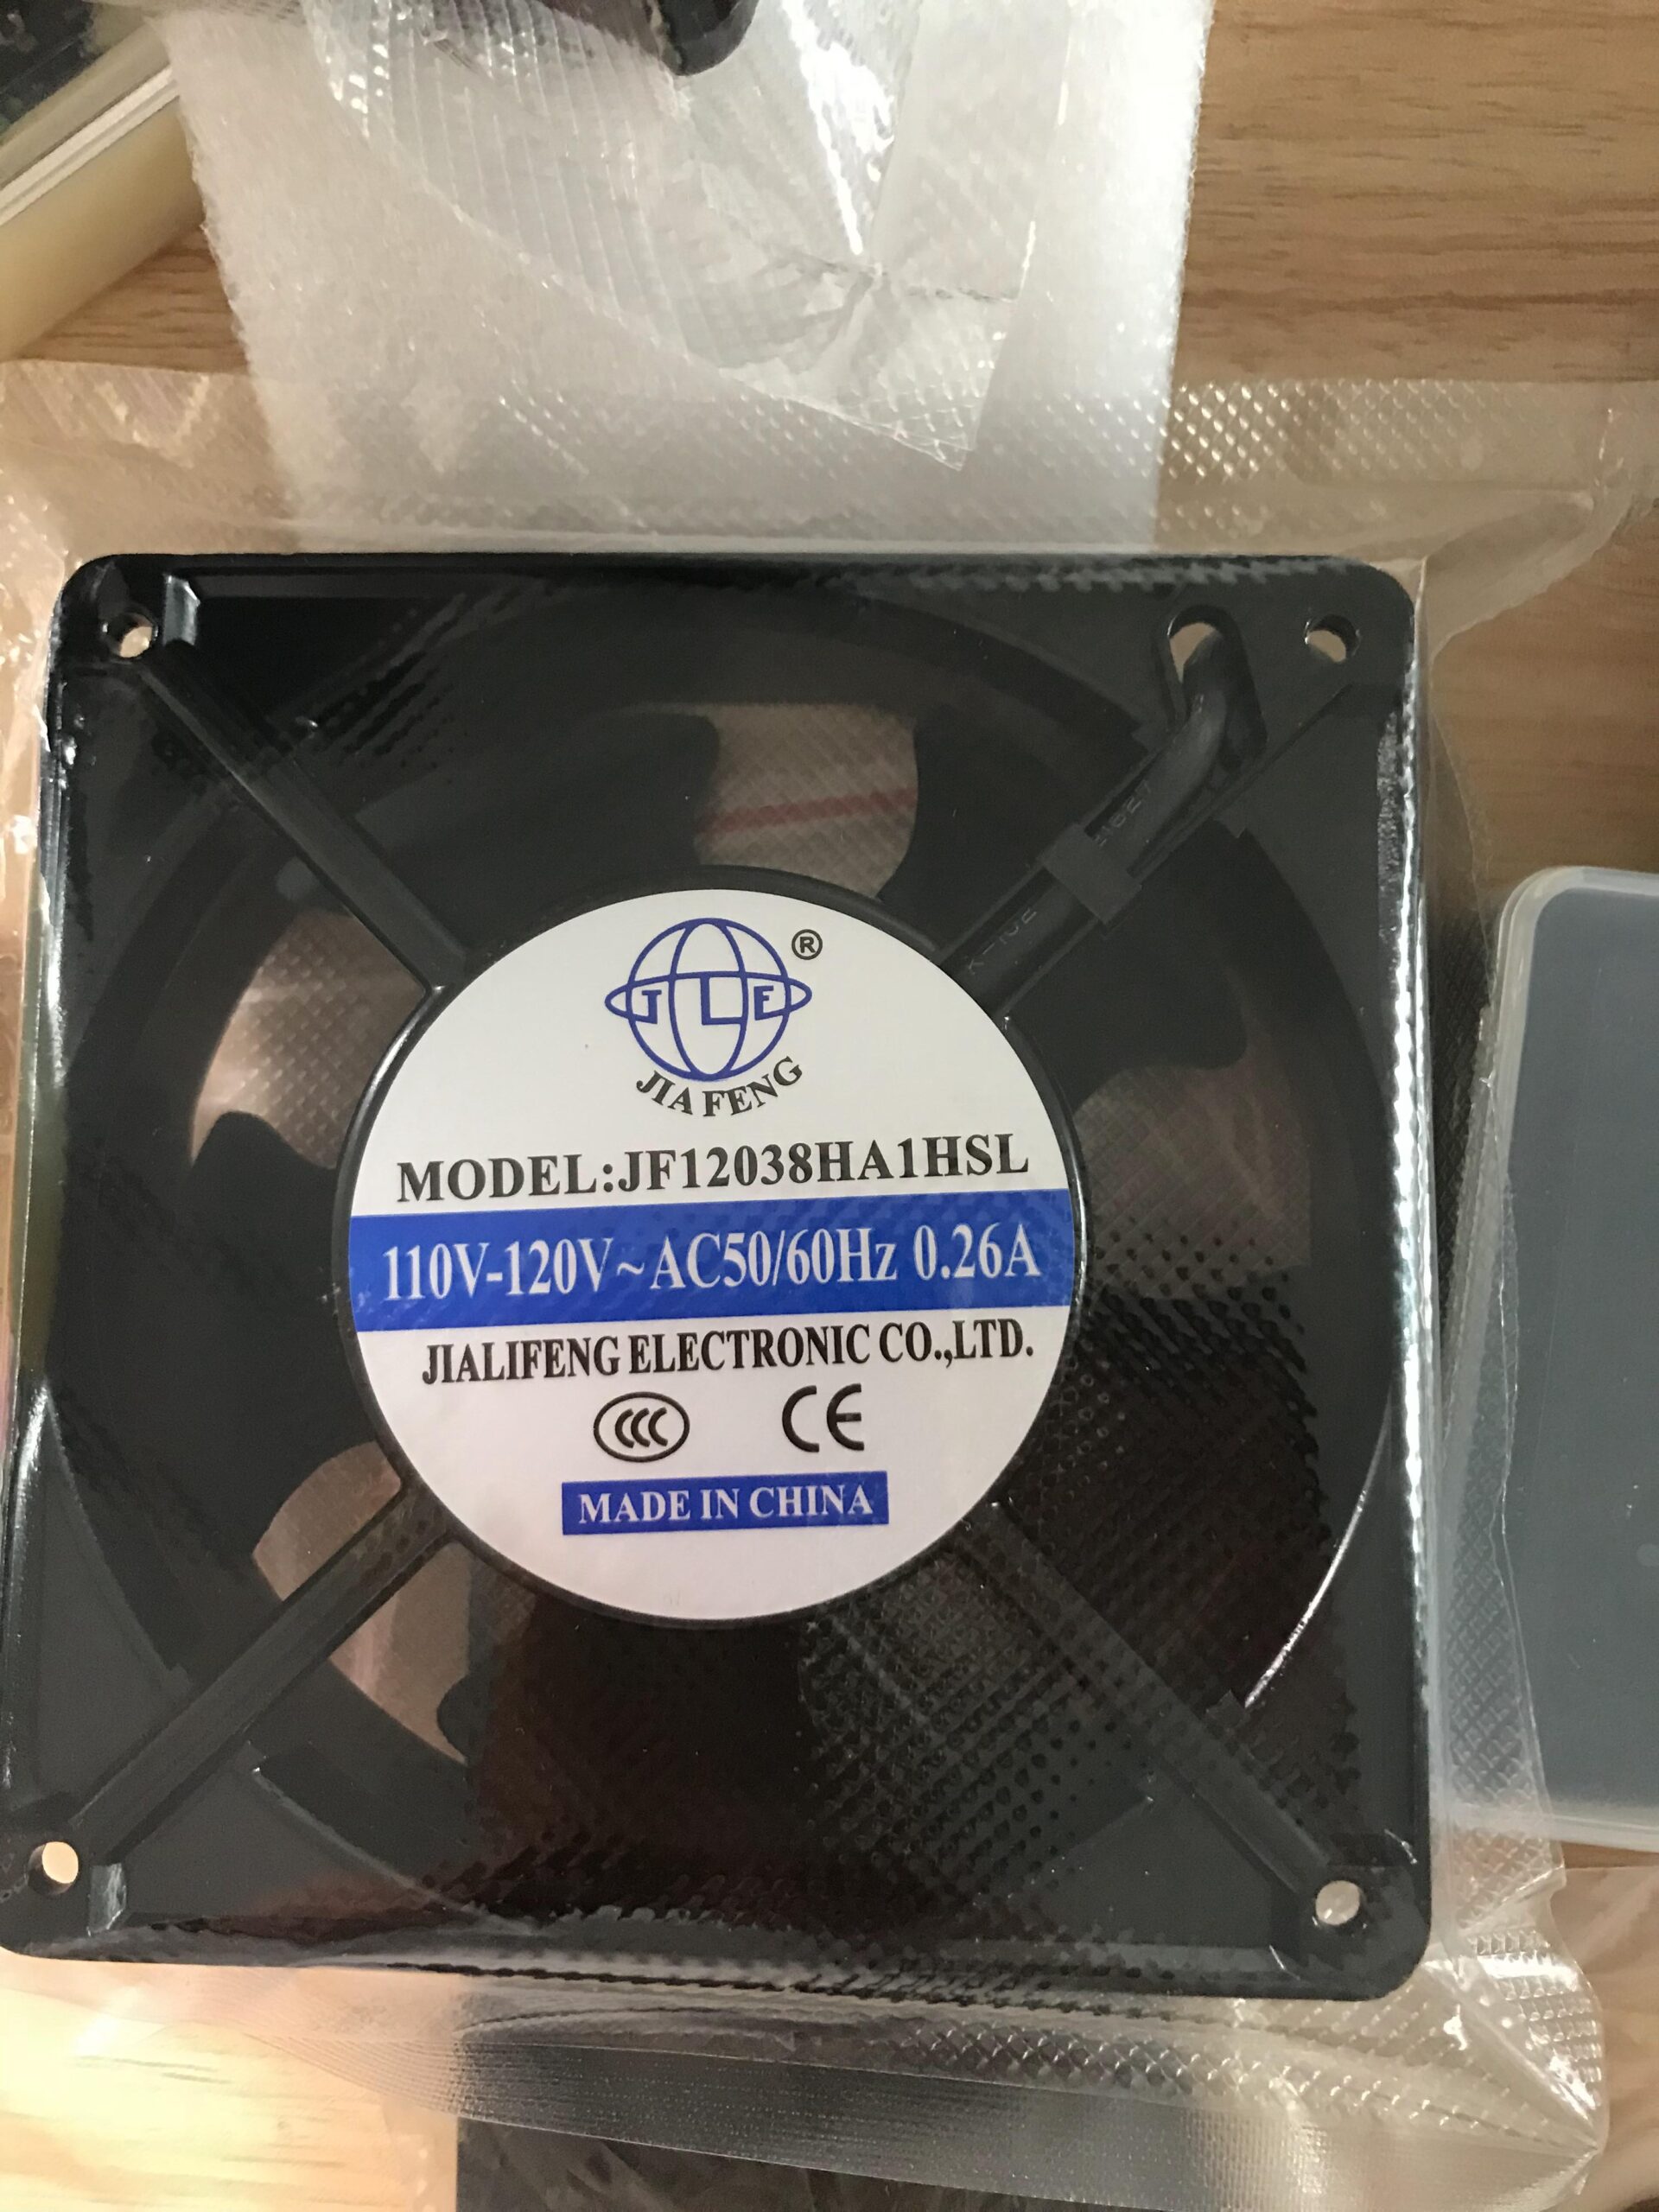 JLE ®
JIA FENG
MODEL:JF12038HA1HSL
110V-120V~AC50/60Hz 0.26A
JIALIFENG ELECTRONIC CO.,LTD.
CCC CE
MADE IN CHINA